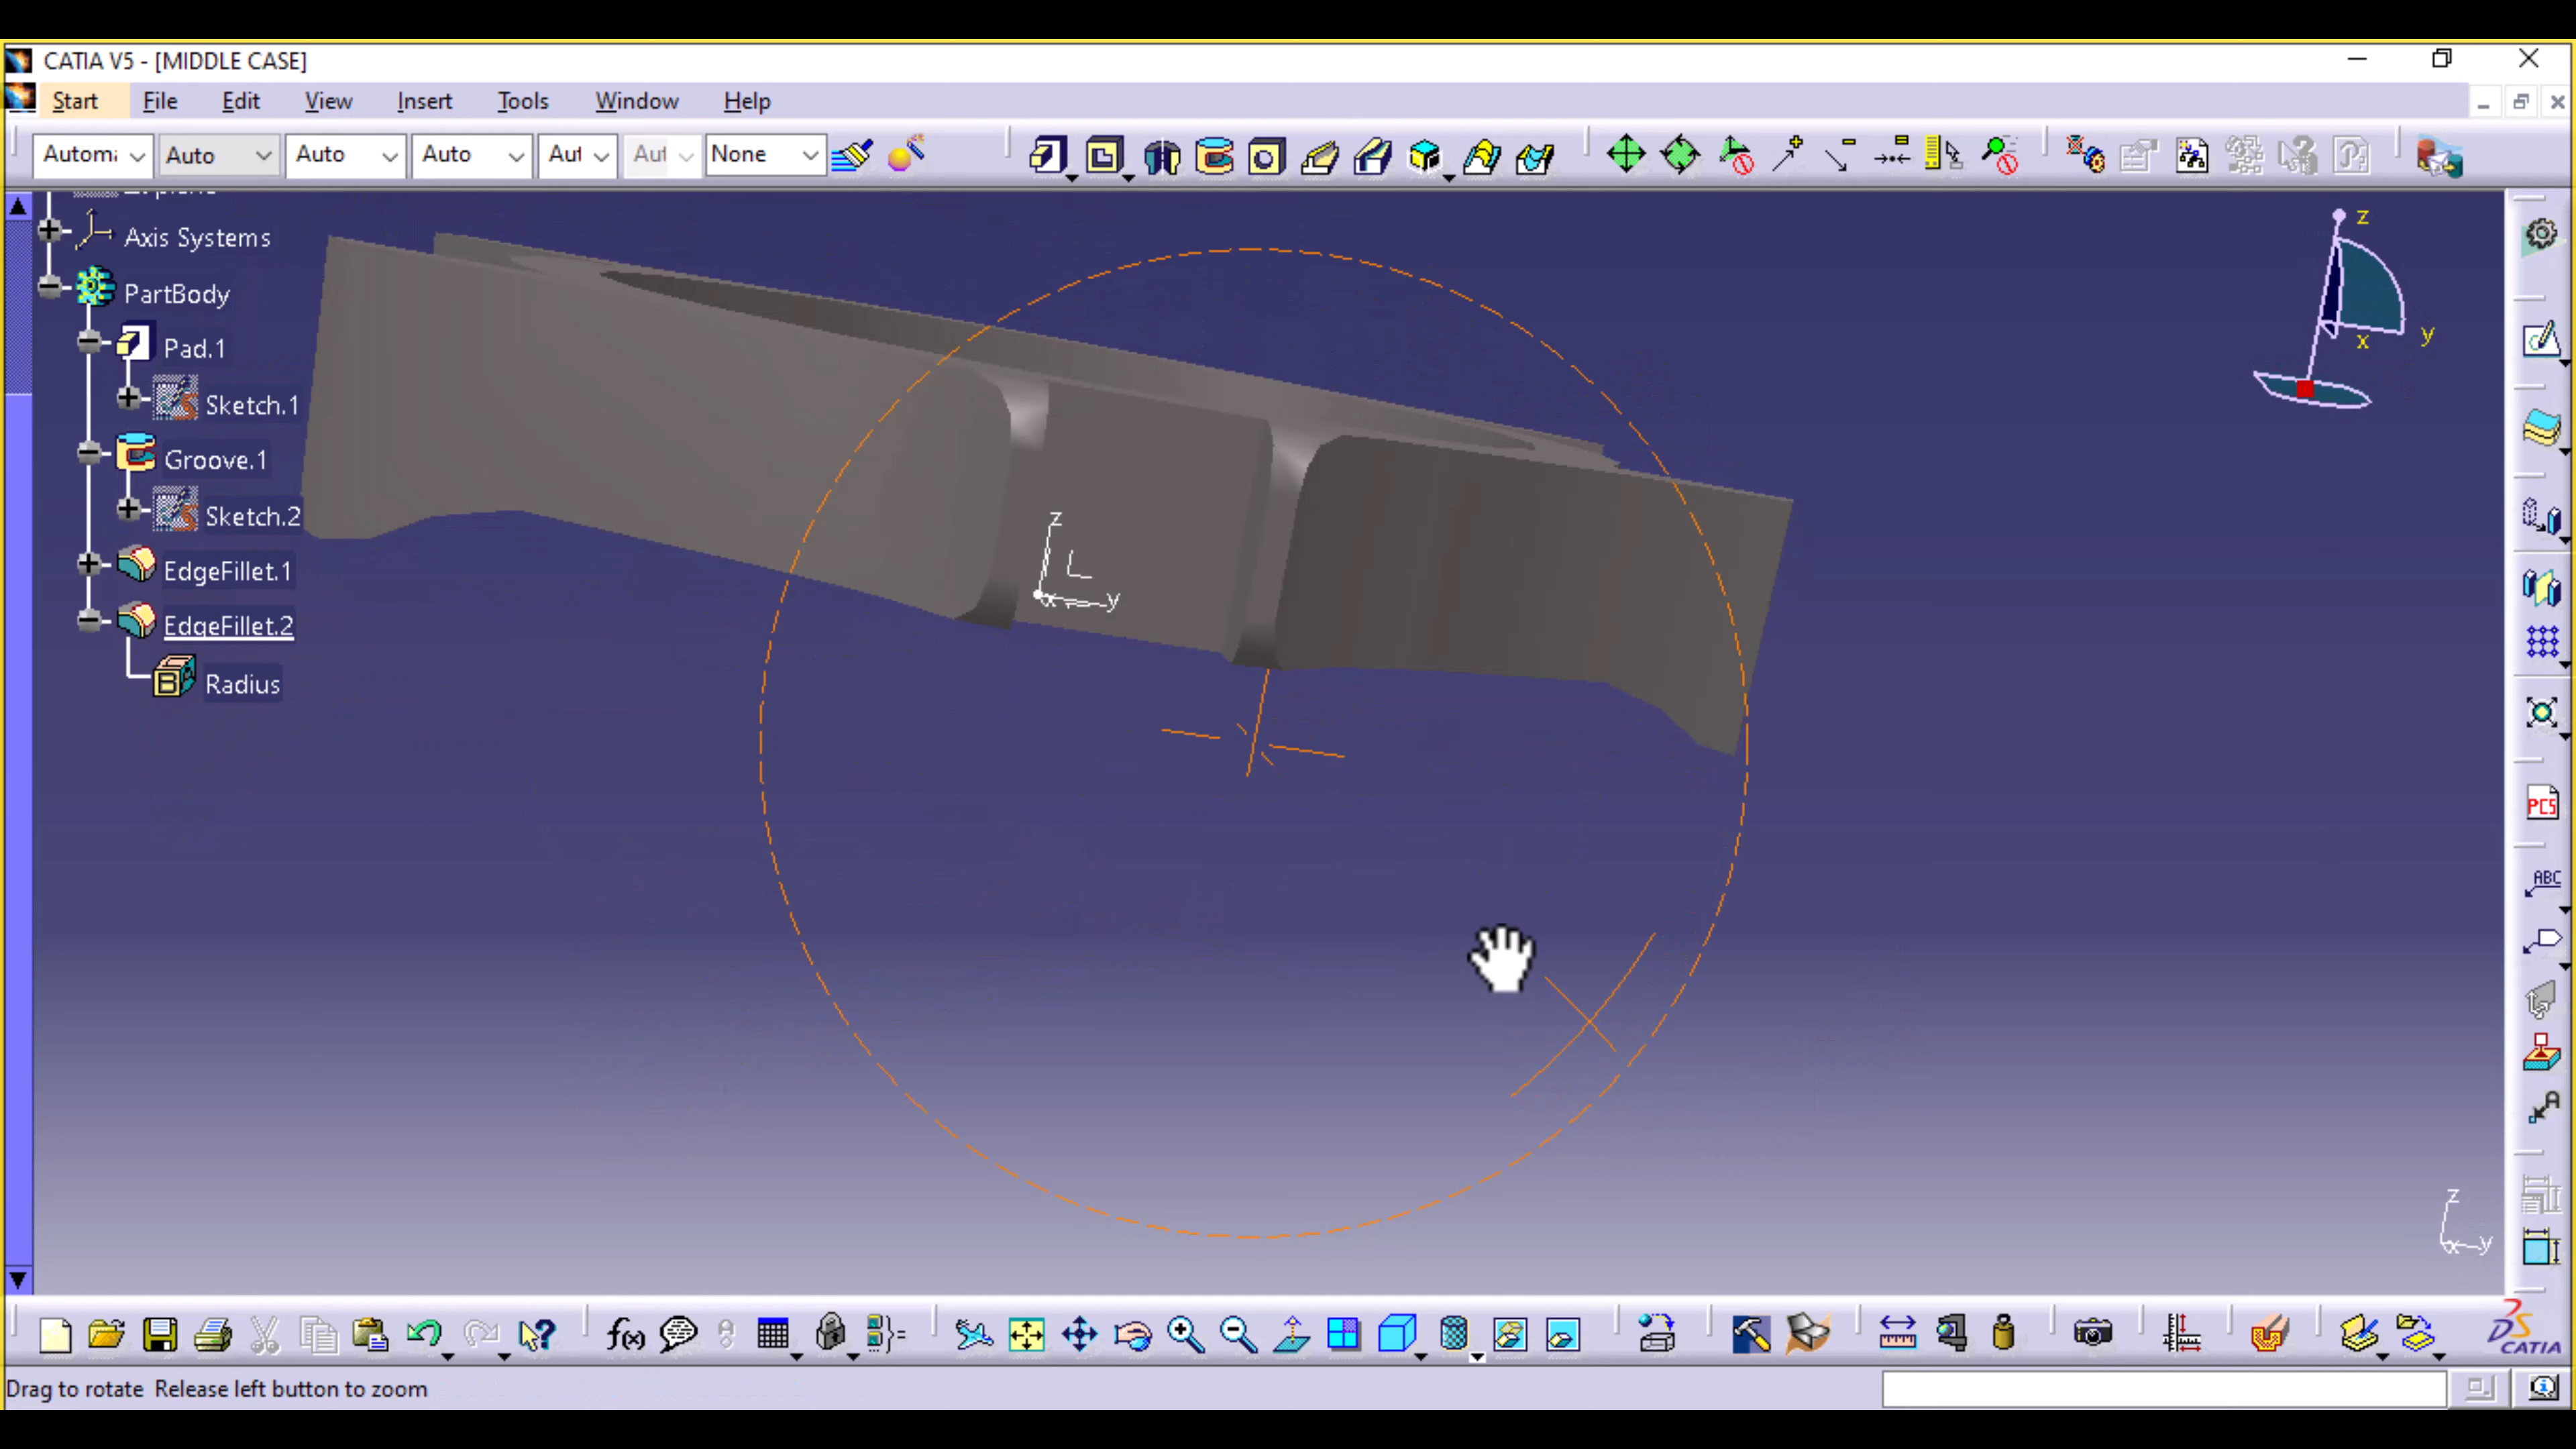 CATIA V5 - [MIDDLE CASE]
Start File Edit View Insert Tools Window Help
Auto Auto Auto None
Axis Systems
PartBody
Pad.1
Sketch.1
Groove.1
Sketch.2
EdgeFillet.1
EdgeFillet.2
B Radius
z
x
y
z
x
y
PCS
ABC
A
z
x
y
f(x)
DS CATIA
Drag to rotate Release left button to zoom